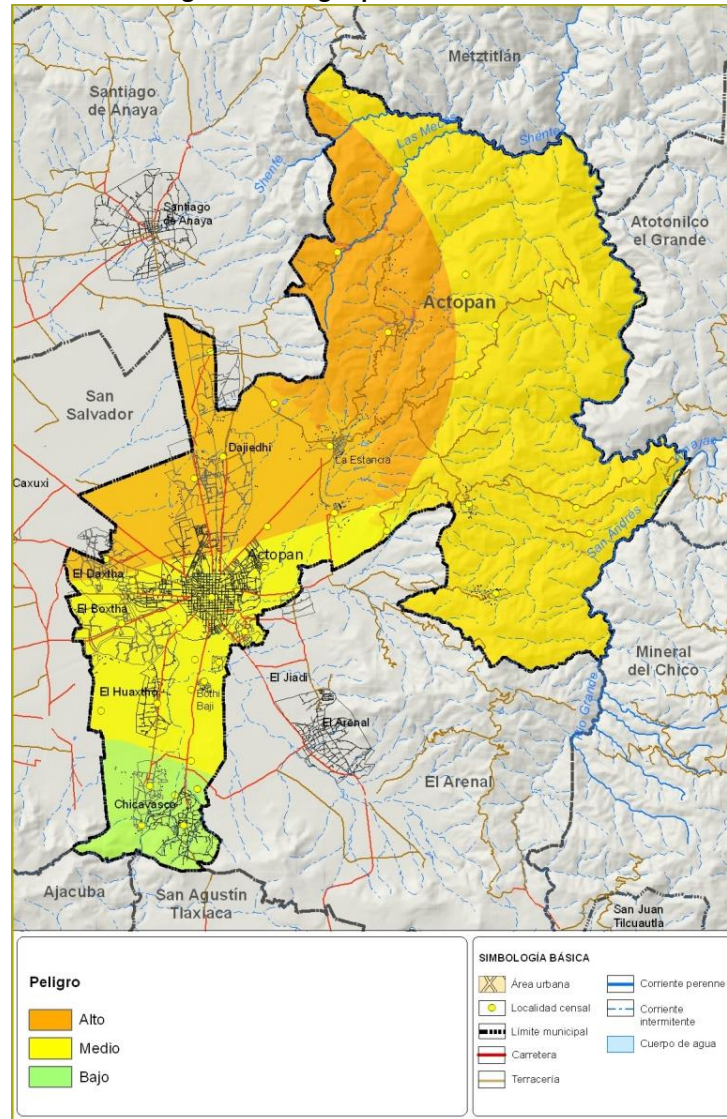 Metztitlán
Santiago
de Anaya
Las Mecas
Shente
Shente
Santiago
de Anaya
Atotonilco
el Grande
Actopan
San
Salvador
Dajiedhi
La Estancia
Caxuxi
San Andrés
Actopan
El Daxtha
El Boxtha
Mineral
del Chico
El Jiadi
El Huaxtho
Bothi
Baji
Río Grande
El Arenal
El Arenal
Chicavasco
Ajacuba
San Agustín
Tlaxiaca
San Juan
Tilcuautla
Peligro
Alto
Medio
Bajo
SIMBOLOGÍA BÁSICA
Área urbana
Localidad censal
Límite municipal
Carretera
Terracería
Corriente perenne
Corriente
intermitente
Cuerpo de agua